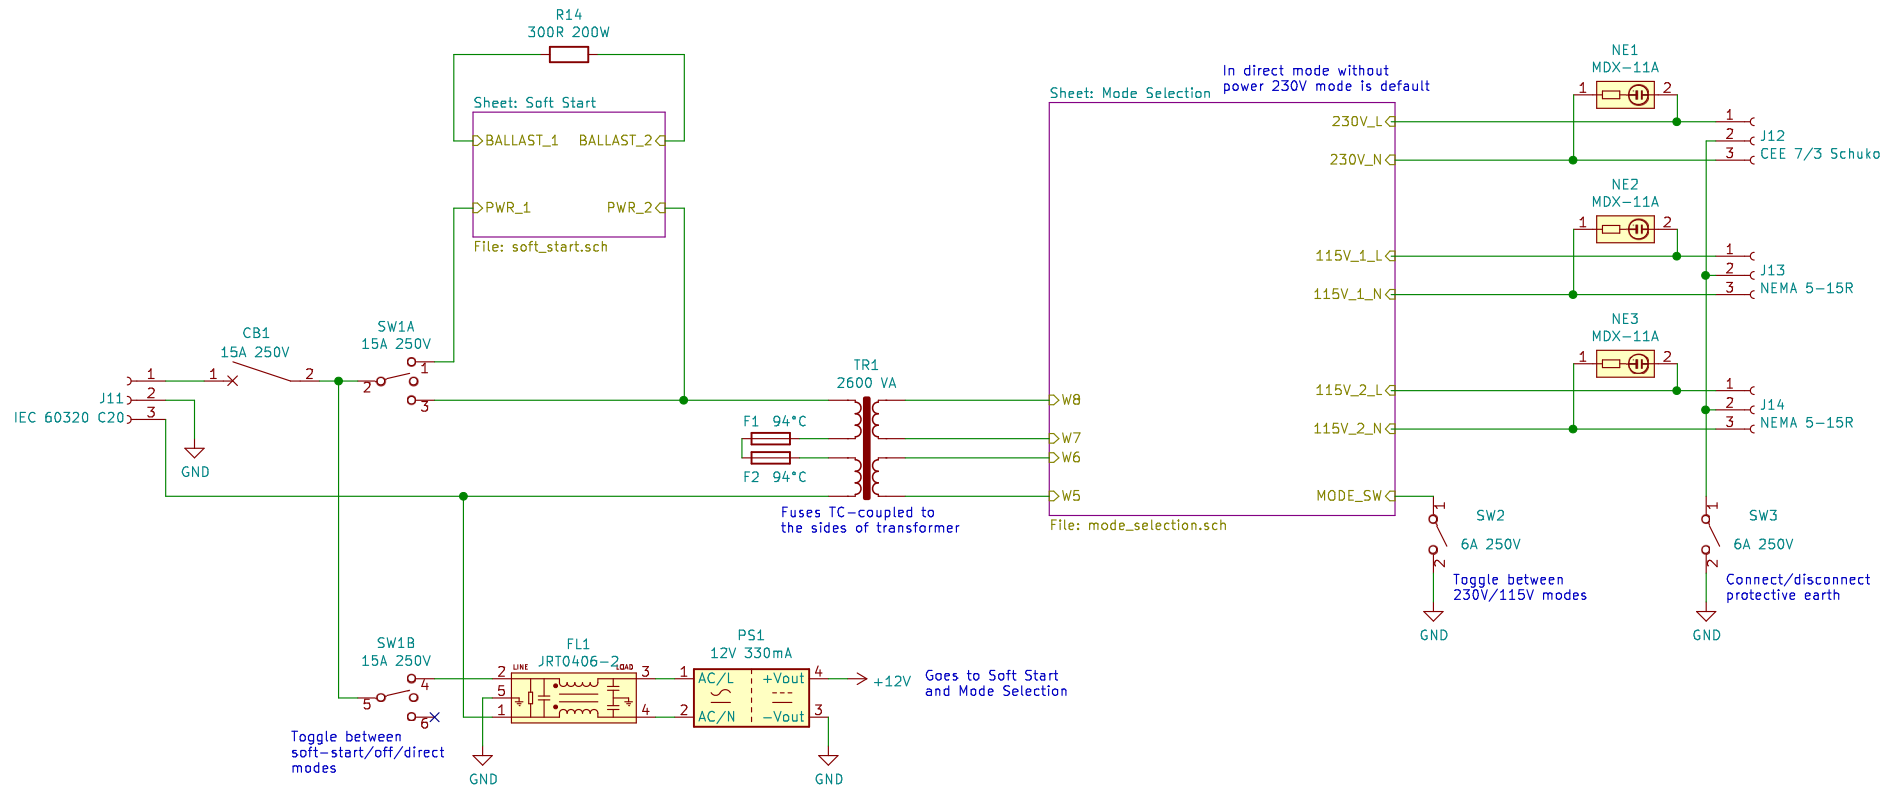 R14
300R 200W
Sheet: Soft Start
BALLAST_1
BALLAST_2
PWR_1
PWR_2
File: soft_start.sch
In direct mode without
power 230V mode is default
Sheet: Mode Selection
230V_L
230V_N
115V_1_L
115V_1_N
115V_2_L
115V_2_N
MODE_SW
W8
W7
W6
W5
File: mode_selection.sch
NE1
MDX-11A
1
2
1
2
3
J12
CEE 7/3 Schuko
NE2
MDX-11A
1
2
1
2
3
J13
NEMA 5-15R
NE3
MDX-11A
1
2
1
2
3
J14
NEMA 5-15R
CB1
15A 250V
1
2
SW1A
15A 250V
2
1
3
J11
IEC 60320 C20
1
2
3
GND
TR1
2600 VA
F1 94°C
F2 94°C
Fuses TC-coupled to
the sides of transformer
1
2
SW2
6A 250V
Toggle between
230V/115V modes
GND
1
2
SW3
6A 250V
Connect/disconnect
protective earth
GND
SW1B
15A 250V
5
4
6
Toggle between
soft-start/off/direct
modes
FL1
JRT0406-2
LINE
LOAD
2
5
1
3
4
GND
PS1
12V 330mA
1
2
AC/L
AC/N
+Vout
-Vout
4
3
+12V
GND
Goes to Soft Start
and Mode Selection